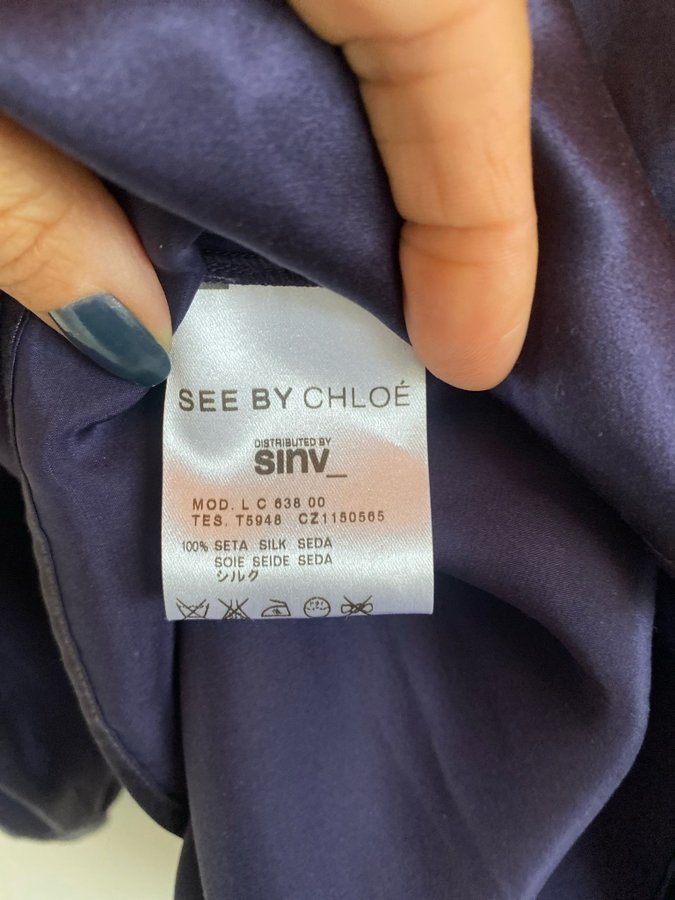 SEE BY CHLOÉ
DISTRIBUTED BY
sinv_
MOD. L C 638 00
TES. T5948 CZ1150565
100% SETA SILK SEDA
SOIE SEIDE SEDA
シルク